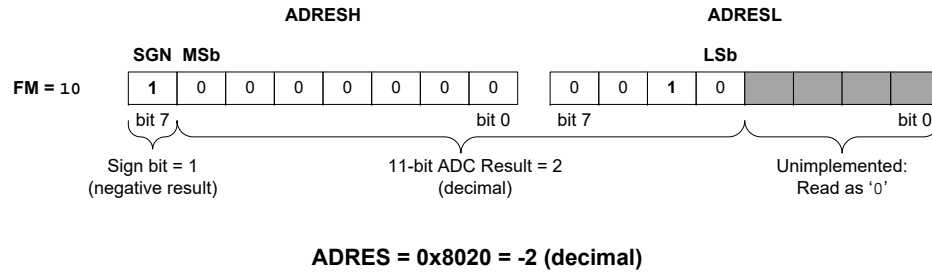 ADRESH ADRESL
SGN MSb LSb
FM = 10 1 0 0 0 0 0 0 0 0 0 1 0
bit 7 bit 0 bit 7 bit 0
Sign bit = 1 11-bit ADC Result = 2 Unimplemented:
(negative result) (decimal) Read as ‘0’
ADRES = 0x8020 = -2 (decimal)